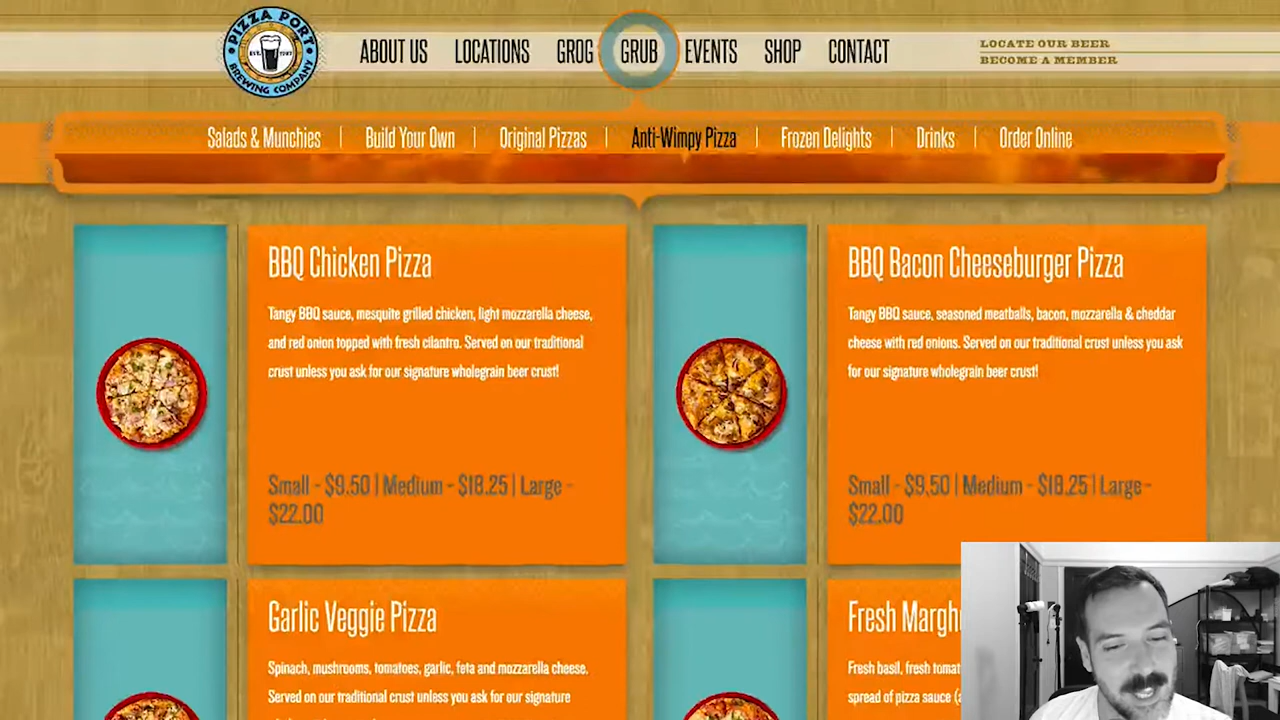 PIZZA PORT
BREWING COMPANY
ABOUT US
LOCATIONS
GROG
GRUB
EVENTS
SHOP
CONTACT
LOCATE OUR BEER
BECOME A MEMBER
Salads & Munchies
Build Your Own
Original Pizzas
Anti-Wimpy Pizza
Frozen Delights
Drinks
Order Online
BBQ Chicken Pizza
Tangy BBQ sauce, mesquite grilled chicken, light mozzarella cheese,
and red onion topped with fresh cilantro. Served on our traditional
crust unless you ask for our signature wholegrain beer crust!
Small - $9.50 | Medium - $18.25 | Large -
$22.00
BBQ Bacon Cheeseburger Pizza
Tangy BBQ sauce, seasoned meatballs, bacon, mozzarella & cheddar
cheese with red onions. Served on our traditional crust unless you ask
for our signature wholegrain beer crust!
Small - $9.50 | Medium - $18.25 | Large -
$22.00
Garlic Veggie Pizza
Spinach, mushrooms, tomatoes, garlic, feta and mozzarella cheese.
Served on our traditional crust unless you ask for our signature
Fresh
Fresh basil, fresh
spread of pizza sauce